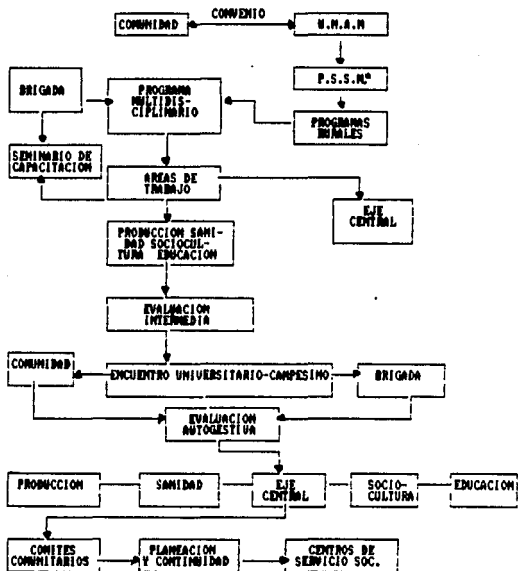 CONVENIO
COMUNIDAD
U.N.A.M
P.S.S.M.ª
BRIGADA
PROGRAMA
MULTIDIS-
CIPLINARIO
PROGRAMAS
RURALES
SEMINARIO DE
CAPACITACION
AREAS DE
TRABAJO
EJE
CENTRAL
PRODUCCION SANI-
DAD SOCIOCUL-
TURA EDUCACION
EVALUACION
INTERMEDIA
COMUNIDAD
ENCUENTRO UNIVERSITARIO-CAMPESINO
BRIGADA
EVALUACION
AUTOGESTIVA
PRODUCCION
SANIDAD
EJE
CENTRAL
SOCIO-
CULTURA
EDUCACION
COMITES
COMUNITARIOS
PLANEACION
Y CONTINUIDAD
CENTROS DE
SERVICIO SOC.